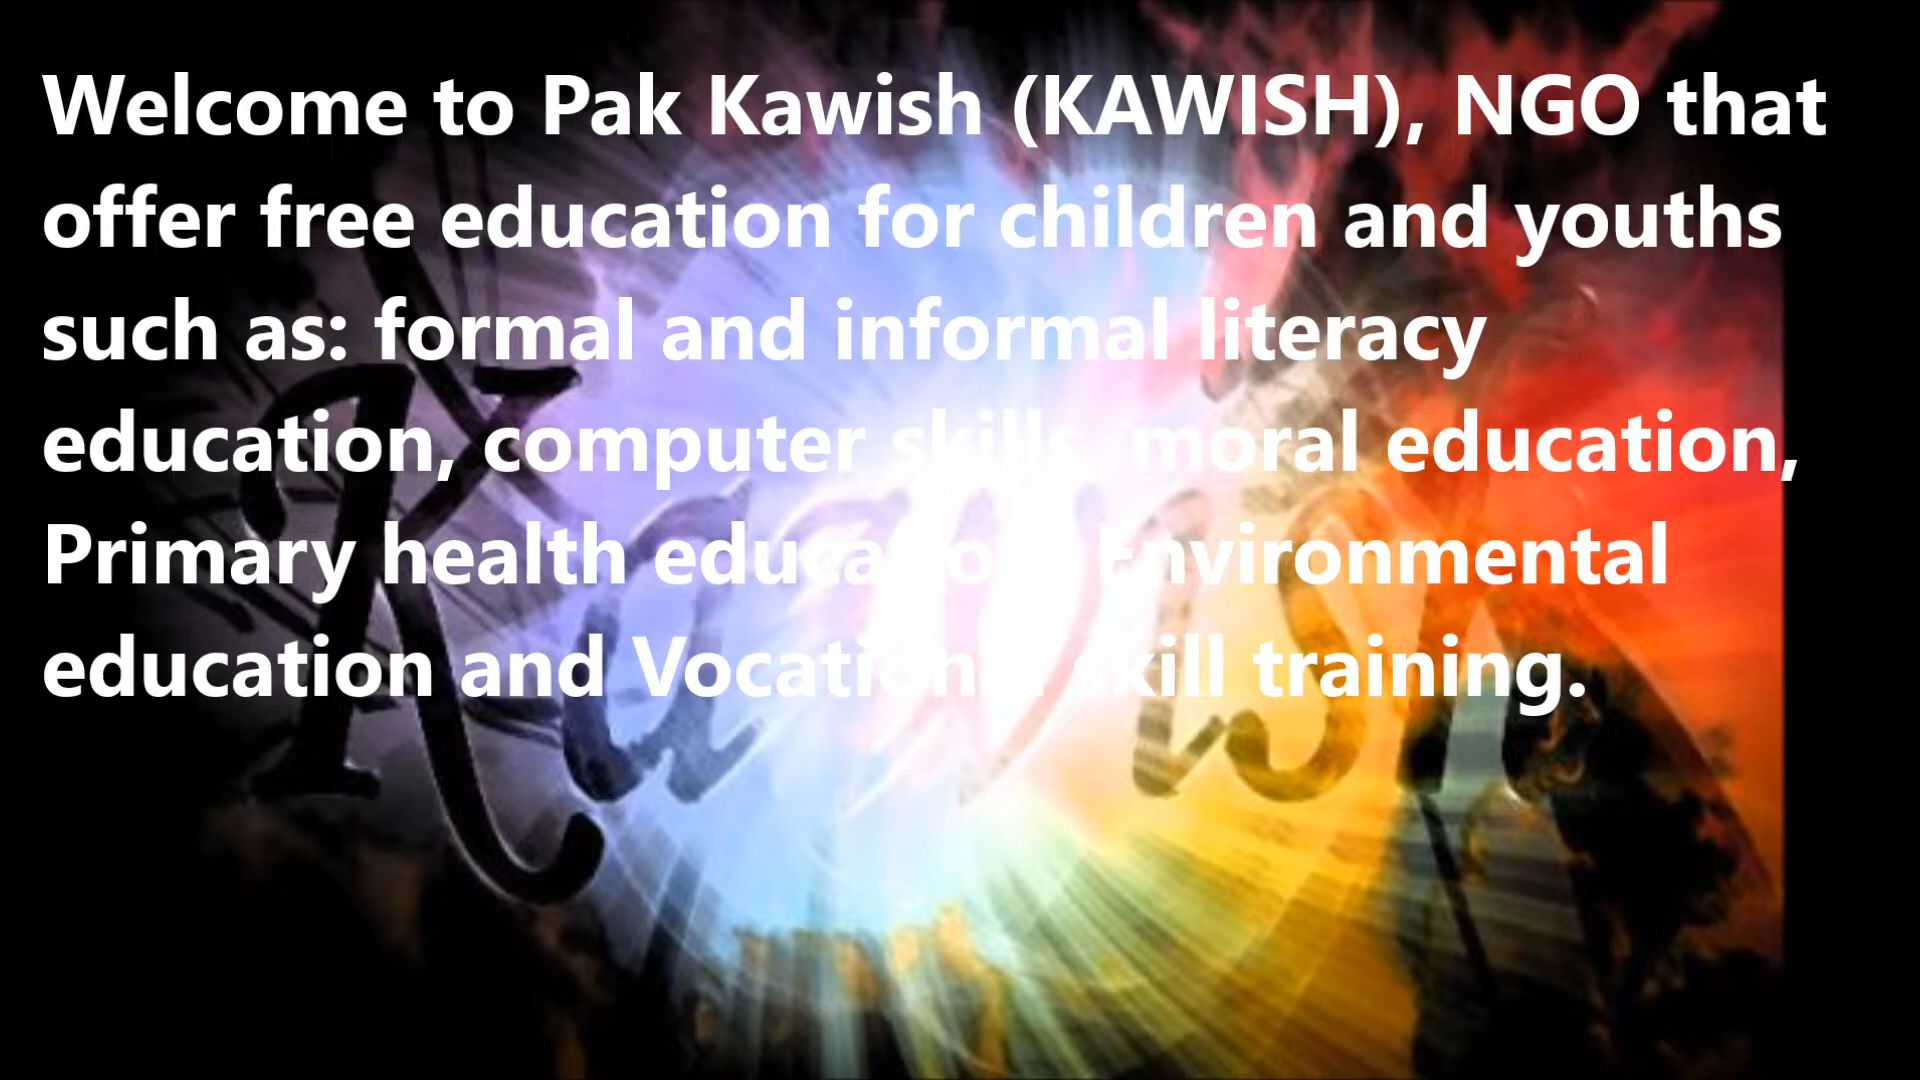 Welcome to Pak Kawish (KAWISH), NGO that
offer free education for children and youths
such as: formal and informal literacy
education, computer skills, moral education,
Primary health education, Environmental
education and Vocational skill training.
Kawish